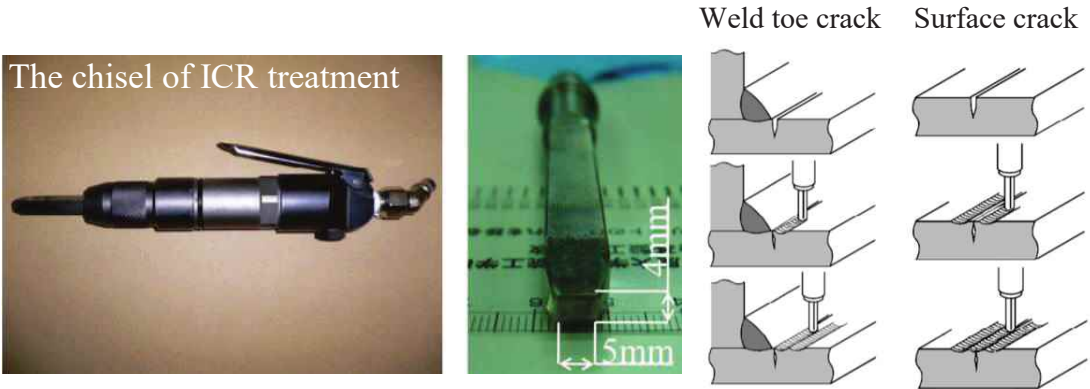 The chisel of ICR treatment
4mm
5mm
Weld toe crack
Surface crack